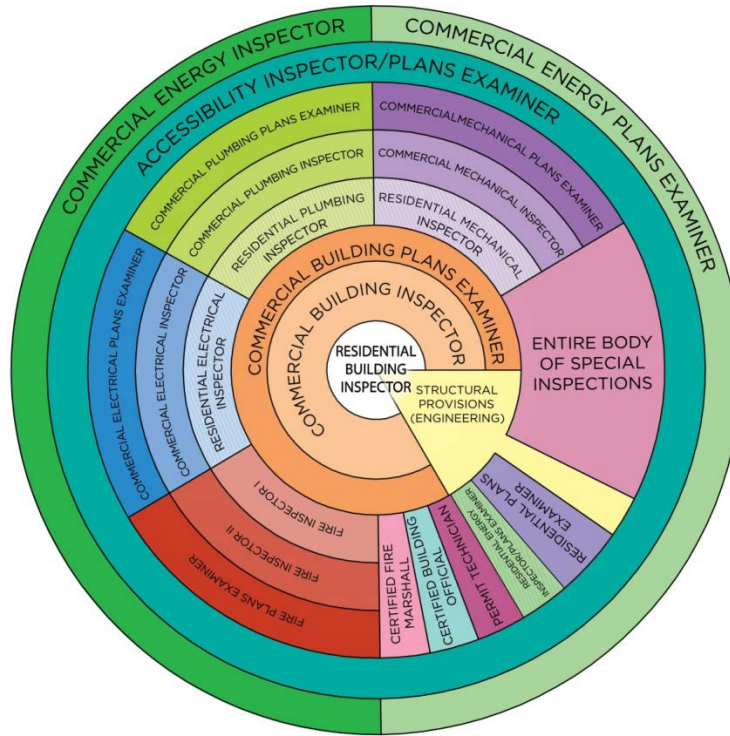 COMMERCIAL ENERGY INSPECTOR
COMMERCIAL ENERGY PLANS EXAMINER
ACCESSIBILITY INSPECTOR/PLANS EXAMINER
COMMERCIAL PLUMBING PLANS EXAMINER
COMMERCIAL PLUMBING INSPECTOR
RESIDENTIAL PLUMBING
INSPECTOR
COMMERCIALMECHANICAL PLANS EXAMINER
COMMERCIAL MECHANICAL INSPECTOR
RESIDENTIAL MECHANICAL
INSPECTOR
COMMERCIAL ELECTRICAL PLANS EXAMINER
COMMERCIAL ELECTRICAL INSPECTOR
RESIDENTIAL ELECTRICAL
INSPECTOR
COMMERCIAL BUILDING PLANS EXAMINER
COMMERCIAL BUILDING INSPECTOR
RESIDENTIAL
BUILDING
INSPECTOR
STRUCTURAL
PROVISIONS
(ENGINEERING)
ENTIRE BODY
OF SPECIAL
INSPECTIONS
FIRE INSPECTOR I
FIRE INSPECTOR II
FIRE PLANS EXAMINER
CERTIFIED FIRE
MARSHALL
CERTIFIED BUILDING
OFFICIAL
PERMIT TECHNICIAN
RESIDENTIAL ENERGY
INSPECTOR/PLANS EXAMINER
RESIDENTIAL PLANS
EXAMINER